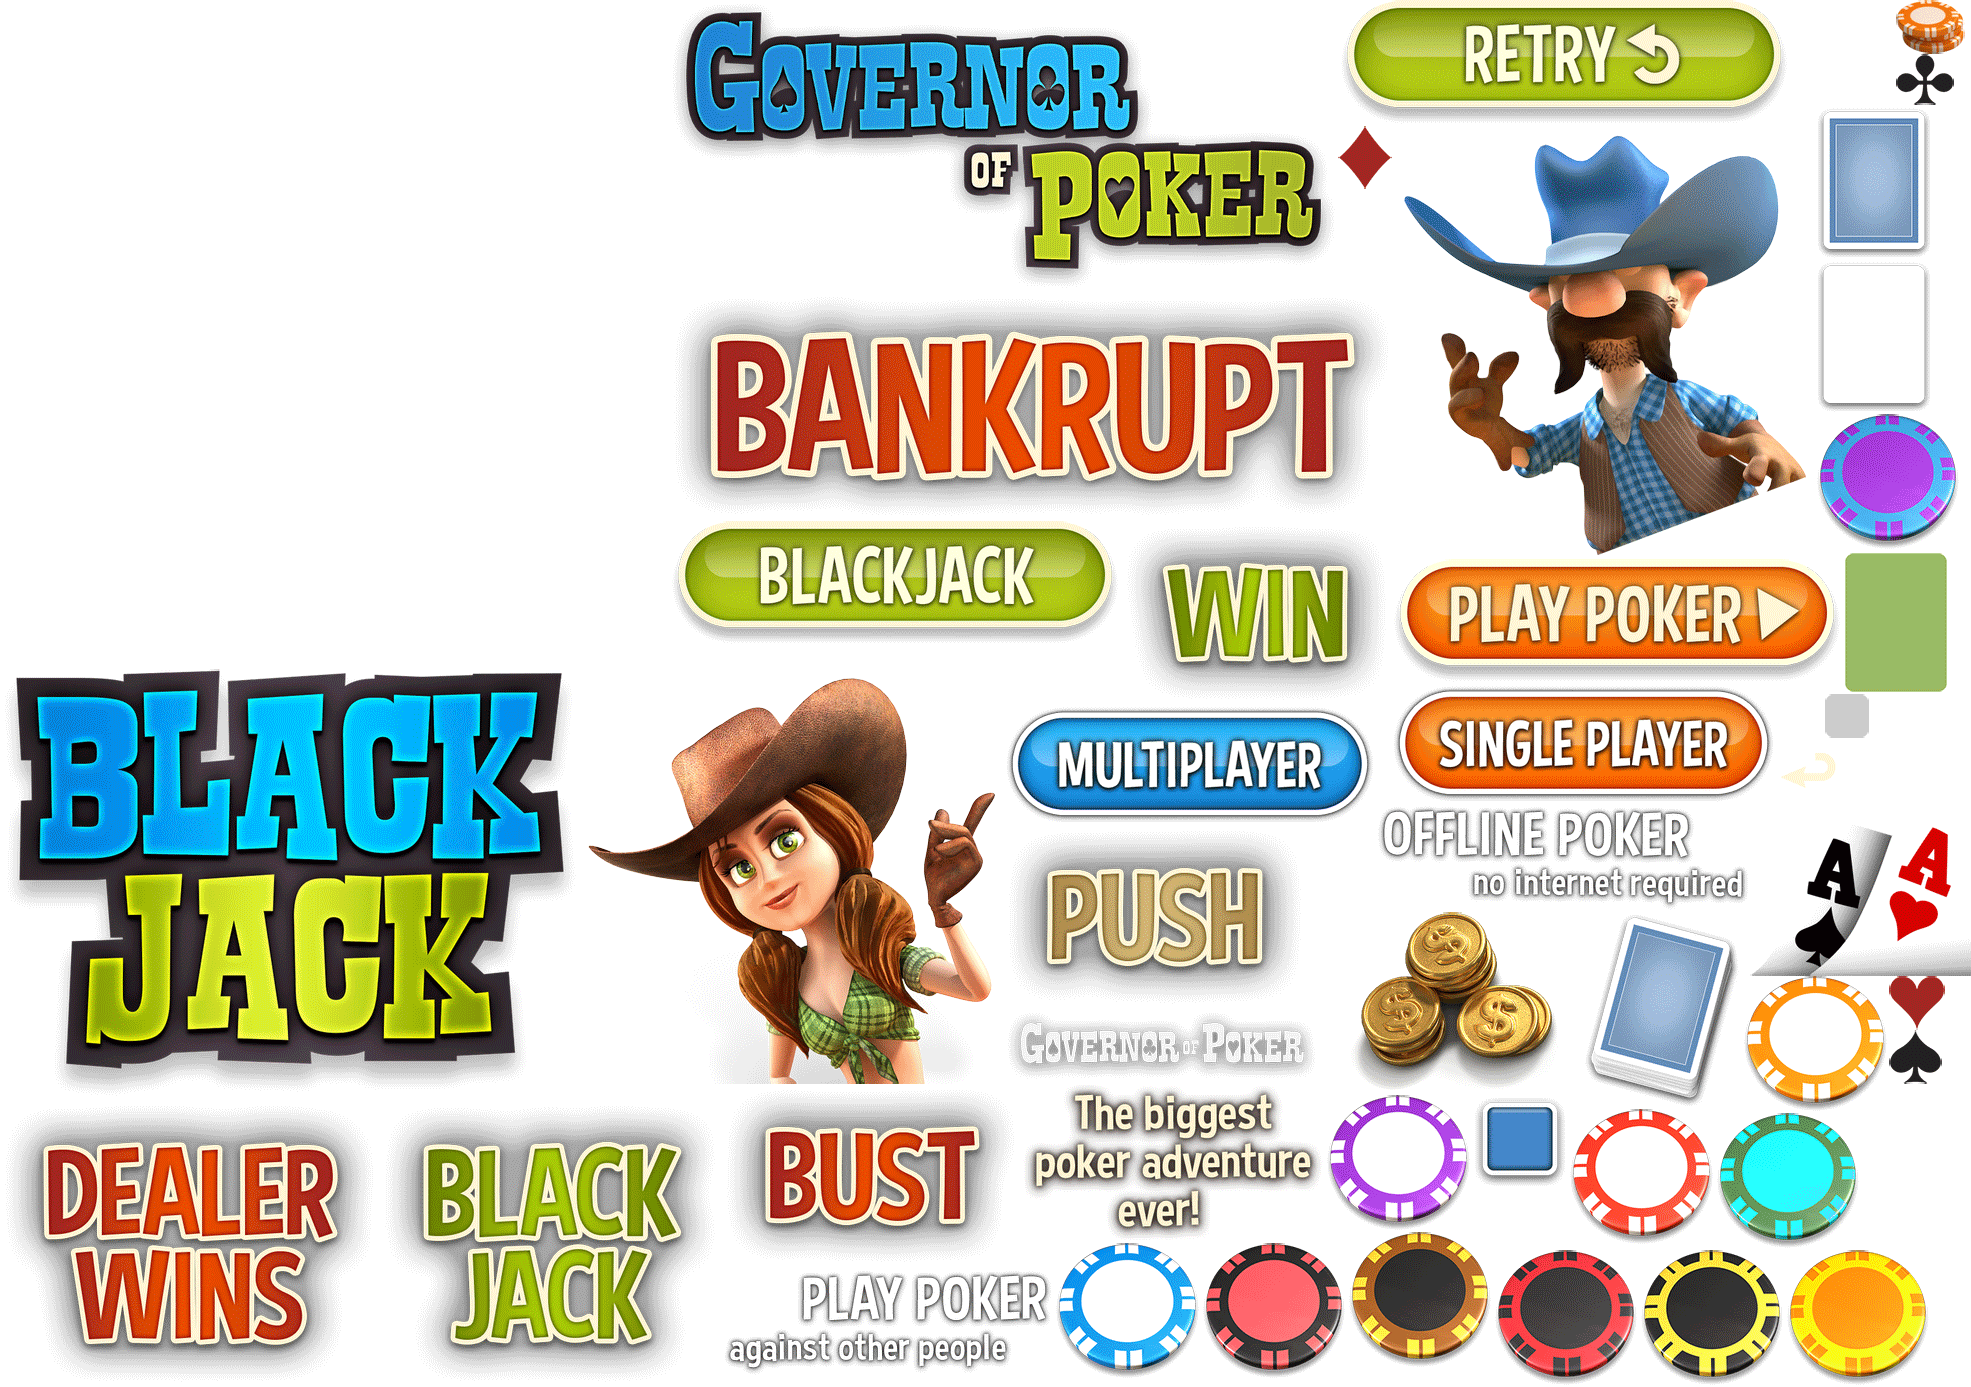 GOVERNOR
OF POKER
RETRY
BANKRUPT
BLACKJACK
WIN
PLAY POKER
BLACK
JACK
MULTIPLAYER
SINGLE PLAYER
OFFLINE POKER
no internet required
PUSH
A A
GOVERNOR OF POKER
The biggest
poker adventure
ever!
DEALER
WINS
BLACK
JACK
BUST
PLAY POKER
against other people